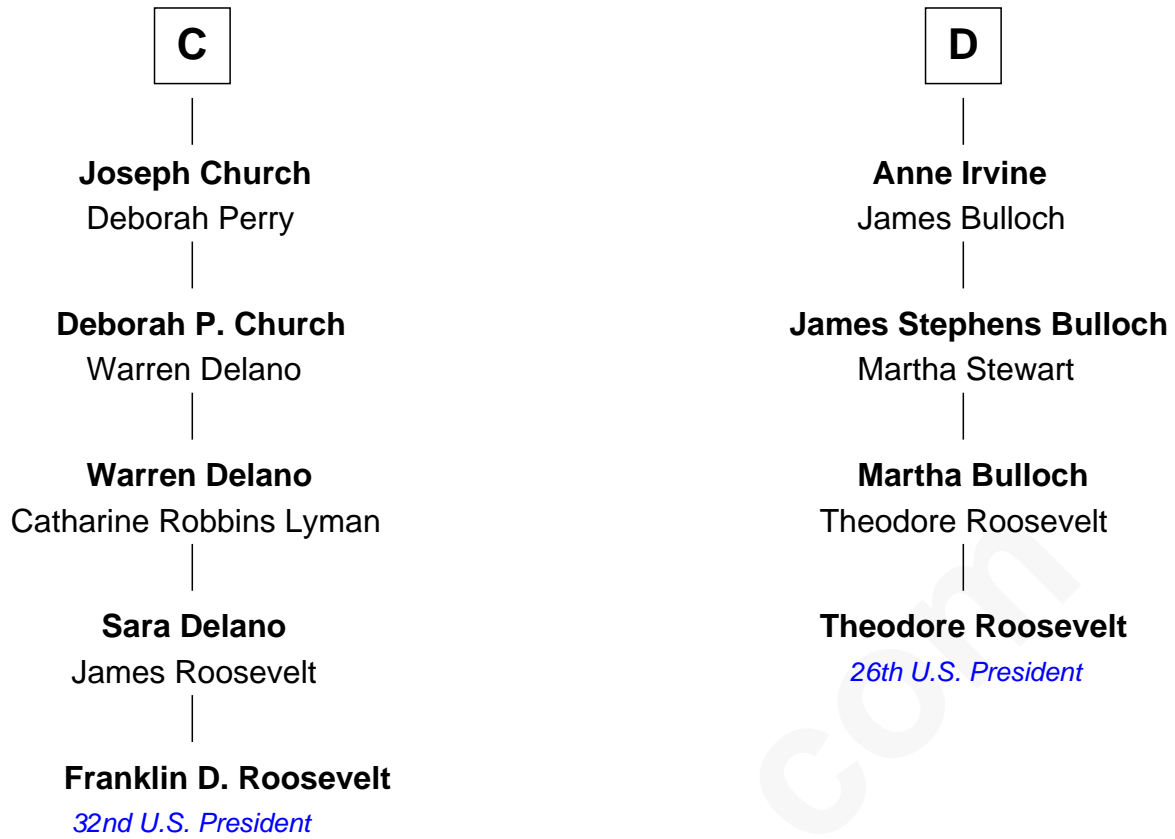 C
Joseph Church
Deborah Perry
Deborah P. Church
Warren Delano
Warren Delano
Catharine Robbins Lyman
Sara Delano
James Roosevelt
Franklin D. Roosevelt
32nd U.S. President
D
Anne Irvine
James Bulloch
James Stephens Bulloch
Martha Stewart
Martha Bulloch
Theodore Roosevelt
Theodore Roosevelt
26th U.S. President
com